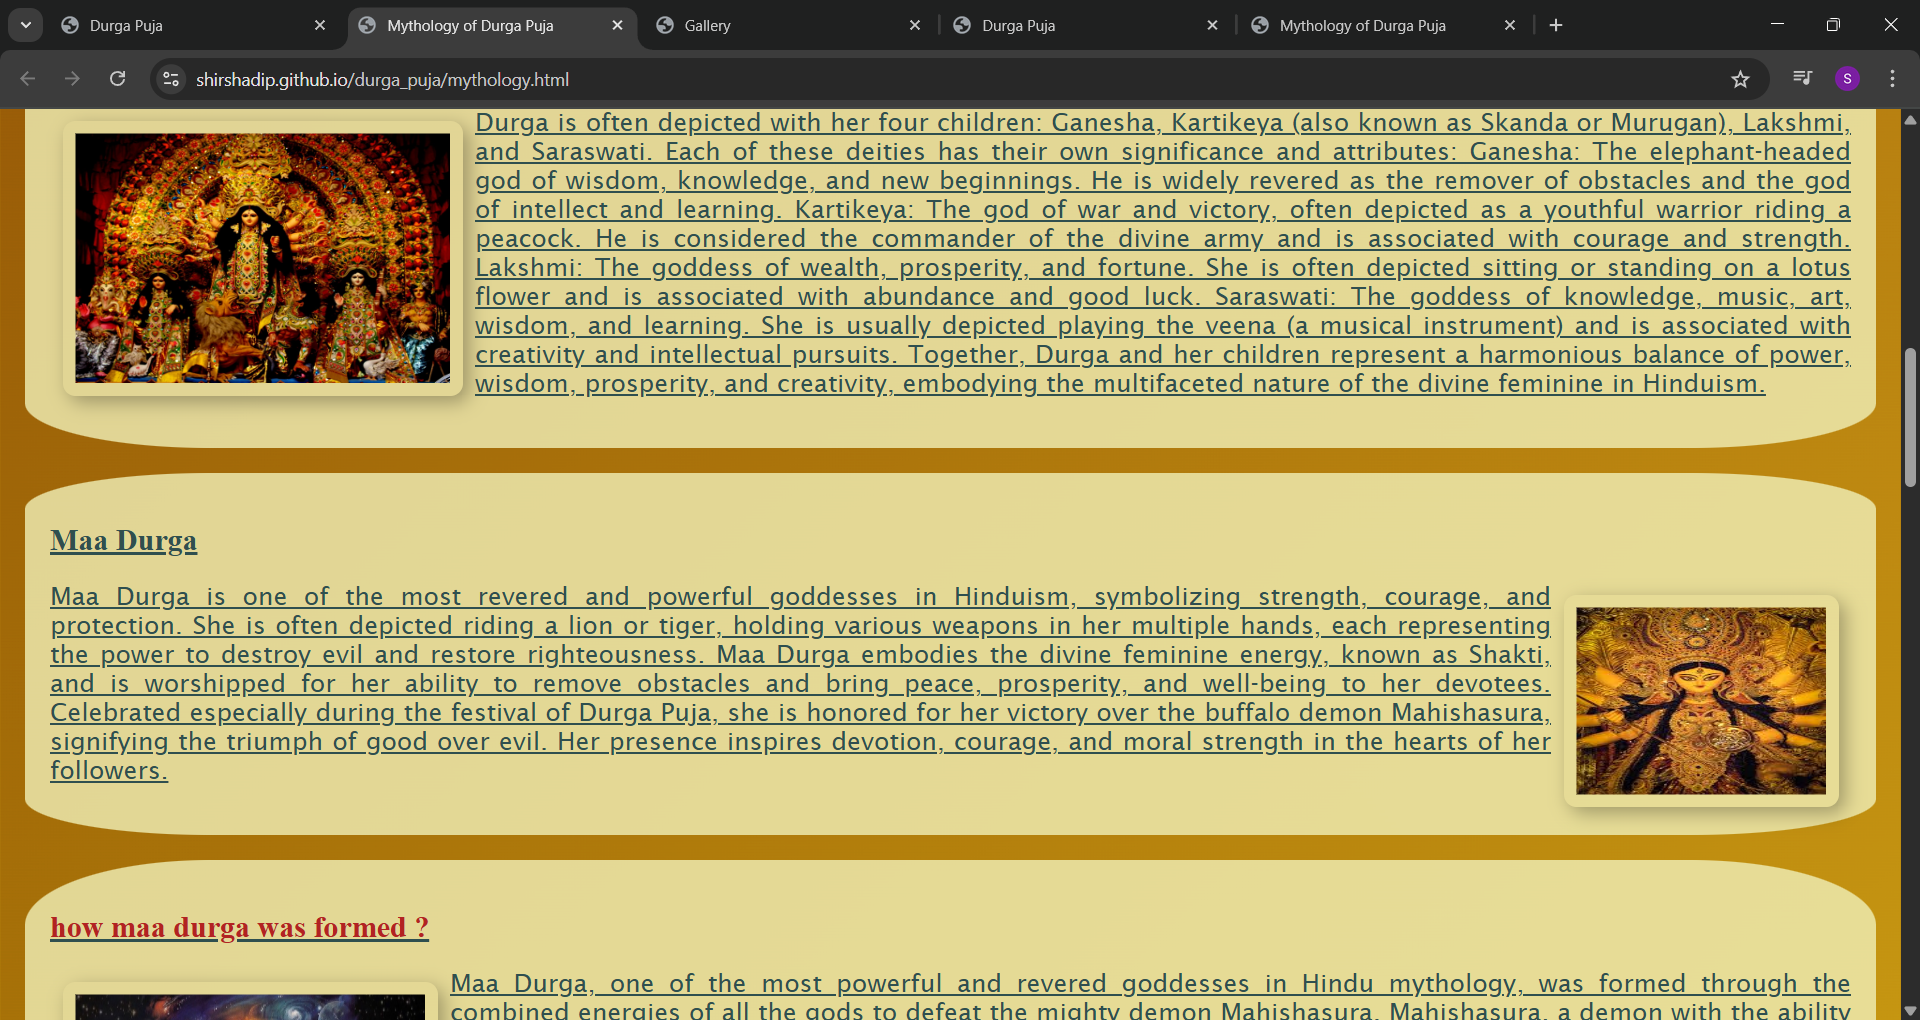 Durga Puja
Mythology of Durga Puja
Gallery
Durga Puja
Mythology of Durga Puja
shirshadip.github.io/durga_puja/mythology.html
S
Durga is often depicted with her four children: Ganesha, Kartikeya (also known as Skanda or Murugan), Lakshmi,
and Saraswati. Each of these deities has their own significance and attributes: Ganesha: The elephant-headed
god of wisdom, knowledge, and new beginnings. He is widely revered as the remover of obstacles and the god
of intellect and learning. Kartikeya: The god of war and victory, often depicted as a youthful warrior riding a
peacock. He is considered the commander of the divine army and is associated with courage and strength.
Lakshmi: The goddess of wealth, prosperity, and fortune. She is often depicted sitting or standing on a lotus
flower and is associated with abundance and good luck. Saraswati: The goddess of knowledge, music, art,
wisdom, and learning. She is usually depicted playing the veena (a musical instrument) and is associated with
creativity and intellectual pursuits. Together, Durga and her children represent a harmonious balance of power,
wisdom, prosperity, and creativity, embodying the multifaceted nature of the divine feminine in Hinduism.
Maa Durga
Maa Durga is one of the most revered and powerful goddesses in Hinduism, symbolizing strength, courage, and
protection. She is often depicted riding a lion or tiger, holding various weapons in her multiple hands, each representing
the power to destroy evil and restore righteousness. Maa Durga embodies the divine feminine energy, known as Shakti,
and is worshipped for her ability to remove obstacles and bring peace, prosperity, and well-being to her devotees.
Celebrated especially during the festival of Durga Puja, she is honored for her victory over the buffalo demon Mahishasura,
signifying the triumph of good over evil. Her presence inspires devotion, courage, and moral strength in the hearts of her
followers.
how maa durga was formed ?
Maa Durga, one of the most powerful and revered goddesses in Hindu mythology, was formed through the
combined energies of all the gods to defeat the mighty demon Mahishasura. Mahishasura, a demon with the ability